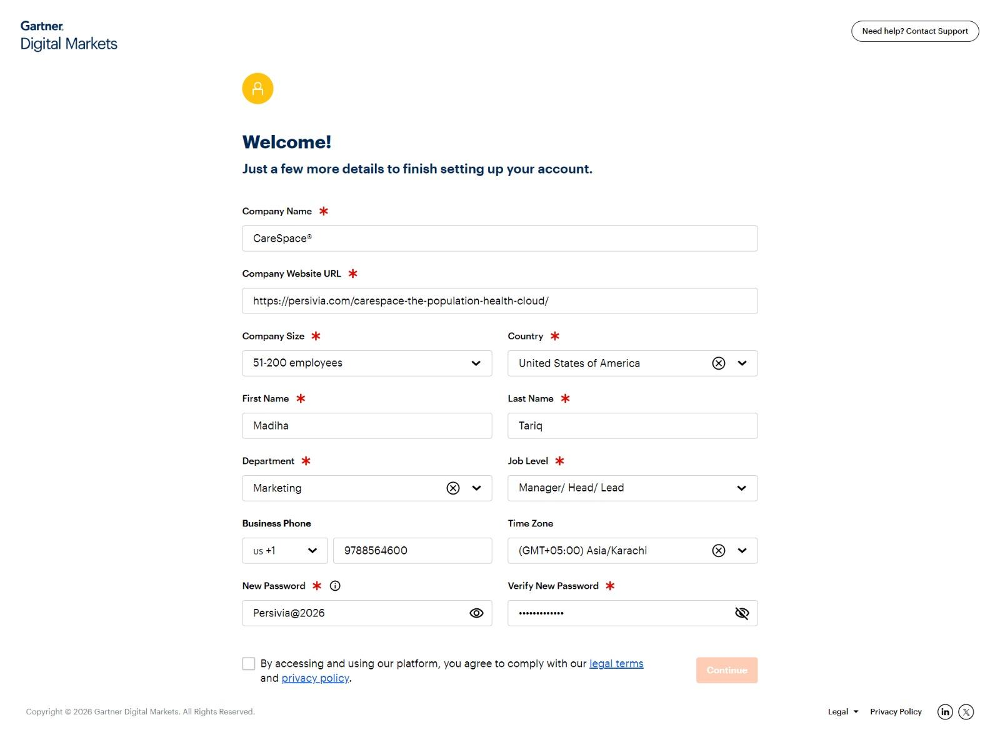 Gartner®
Digital Markets
Need help? Contact Support
Welcome!
Just a few more details to finish setting up your account.
Company Name *
CareSpace®
Company Website URL *
https://persivia.com/carespace-the-population-health-cloud/
Company Size *
Country *
51-200 employees
United States of America
First Name *
Last Name *
Madiha
Tariq
Department *
Job Level *
Marketing
Manager/ Head/ Lead
Business Phone
Time Zone
US +1
9788564600
(GMT+05:00) Asia/Karachi
New Password *
Verify New Password *
Persivia@2026
•••••••••••••
By accessing and using our platform, you agree to comply with our legal terms
and privacy policy.
Continue
Copyright © 2026 Gartner Digital Markets. All Rights Reserved.
Legal
Privacy Policy
in
X